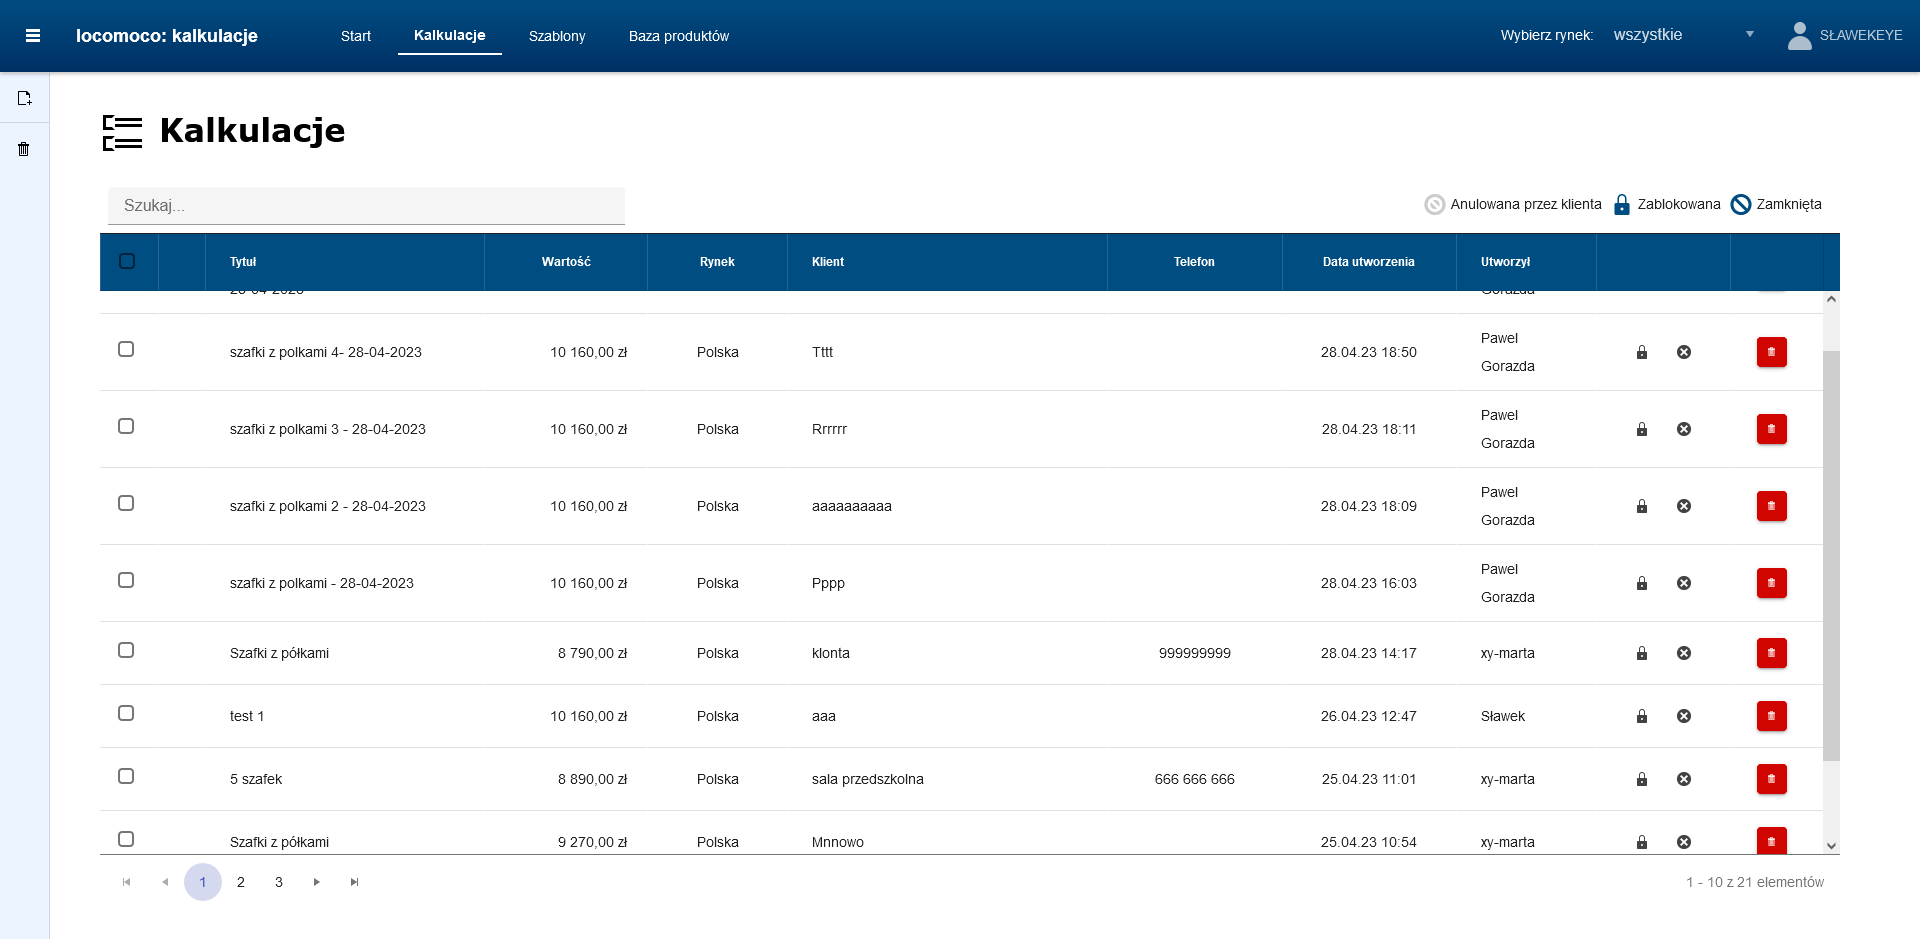 locomoco: kalkulacje Start Kalkulacje Szablony Baza produktów Wybierz rynek: wszystkie SŁAWEKEYE
Kalkulacje
Szukaj...
Anulowana przez klienta Zablokowana Zamknięta
Tytuł Wartość Rynek Klient Telefon Data utworzenia Utworzył
szafki z polkami 4- 28-04-2023 10 160,00 zł Polska Tttt 28.04.23 18:50 Pawel Gorazda
szafki z polkami 3 - 28-04-2023 10 160,00 zł Polska Rrrrrr 28.04.23 18:11 Pawel Gorazda
szafki z polkami 2 - 28-04-2023 10 160,00 zł Polska aaaaaaaaaa 28.04.23 18:09 Pawel Gorazda
szafki z polkami - 28-04-2023 10 160,00 zł Polska Pppp 28.04.23 16:03 Pawel Gorazda
Szafki z półkami 8 790,00 zł Polska klonta 999999999 28.04.23 14:17 xy-marta
test 1 10 160,00 zł Polska aaa 26.04.23 12:47 Sławek
5 szafek 8 890,00 zł Polska sala przedszkolna 666 666 666 25.04.23 11:01 xy-marta
Szafki z półkami 9 270,00 zł Polska Mnnowo 25.04.23 10:54 xy-marta
1 2 3 1 - 10 z 21 elementów